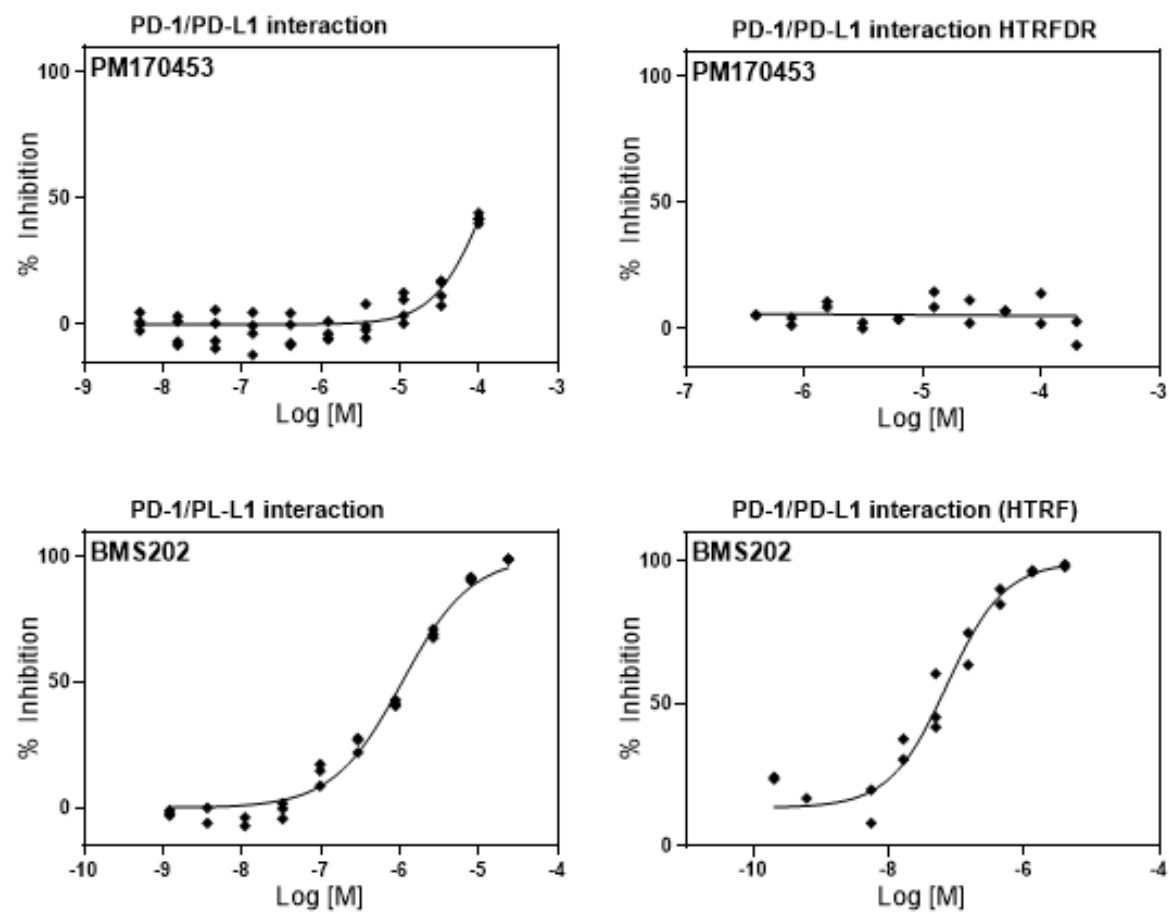 PD-1/PD-L1 interaction
PM170453
100
50
0
% Inhibition
-9 -8 -7 -6 -5 -4 -3
Log [M]
PD-1/PD-L1 interaction HTRFDR
PM170453
100
50
0
% Inhibition
-7 -6 -5 -4 -3
Log [M]
PD-1/PL-L1 interaction
BMS202
100
50
0
% Inhibition
-10 -9 -8 -7 -6 -5 -4
Log [M]
PD-1/PD-L1 interaction (HTRF)
BMS202
100
50
0
% Inhibition
-10 -8 -6 -4
Log [M]